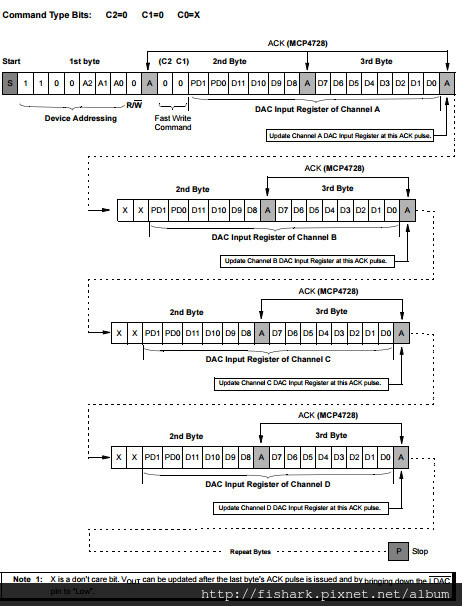 Command Type Bits: C2=0 C1=0 C0=X
ACK (MCP4728)
Start 1st byte (C2 C1) 2nd Byte 3rd Byte
S 1 1 0 0 A2 A1 A0 0 A 0 0 PD1 PD0 D11 D10 D9 D8 A D7 D6 D5 D4 D3 D2 D1 D0 A
R/W
Device Addressing Fast Write DAC Input Register of Channel A
Command
Update Channel A DAC Input Register at this ACK pulse.
ACK (MCP4728)
2nd Byte 3rd Byte
X X PD1 PD0 D11 D10 D9 D8 A D7 D6 D5 D4 D3 D2 D1 D0 A
DAC Input Register of Channel B
Update Channel B DAC Input Register at this ACK pulse.
ACK (MCP4728)
2nd Byte 3rd Byte
X X PD1 PD0 D11 D10 D9 D8 A D7 D6 D5 D4 D3 D2 D1 D0 A
DAC Input Register of Channel C
Update Channel C DAC Input Register at this ACK pulse.
ACK (MCP4728)
2nd Byte 3rd Byte
X X PD1 PD0 D11 D10 D9 D8 A D7 D6 D5 D4 D3 D2 D1 D0 A
DAC Input Register of Channel D
Update Channel D DAC Input Register at this ACK pulse.
Repeat Bytes P Stop
Note 1: X is a don't care bit. VOUT can be updated after the last byte's ACK pulse is issued and by bringing down the LDAC
pin to "Low".
http://fishark.pixnet.net/album